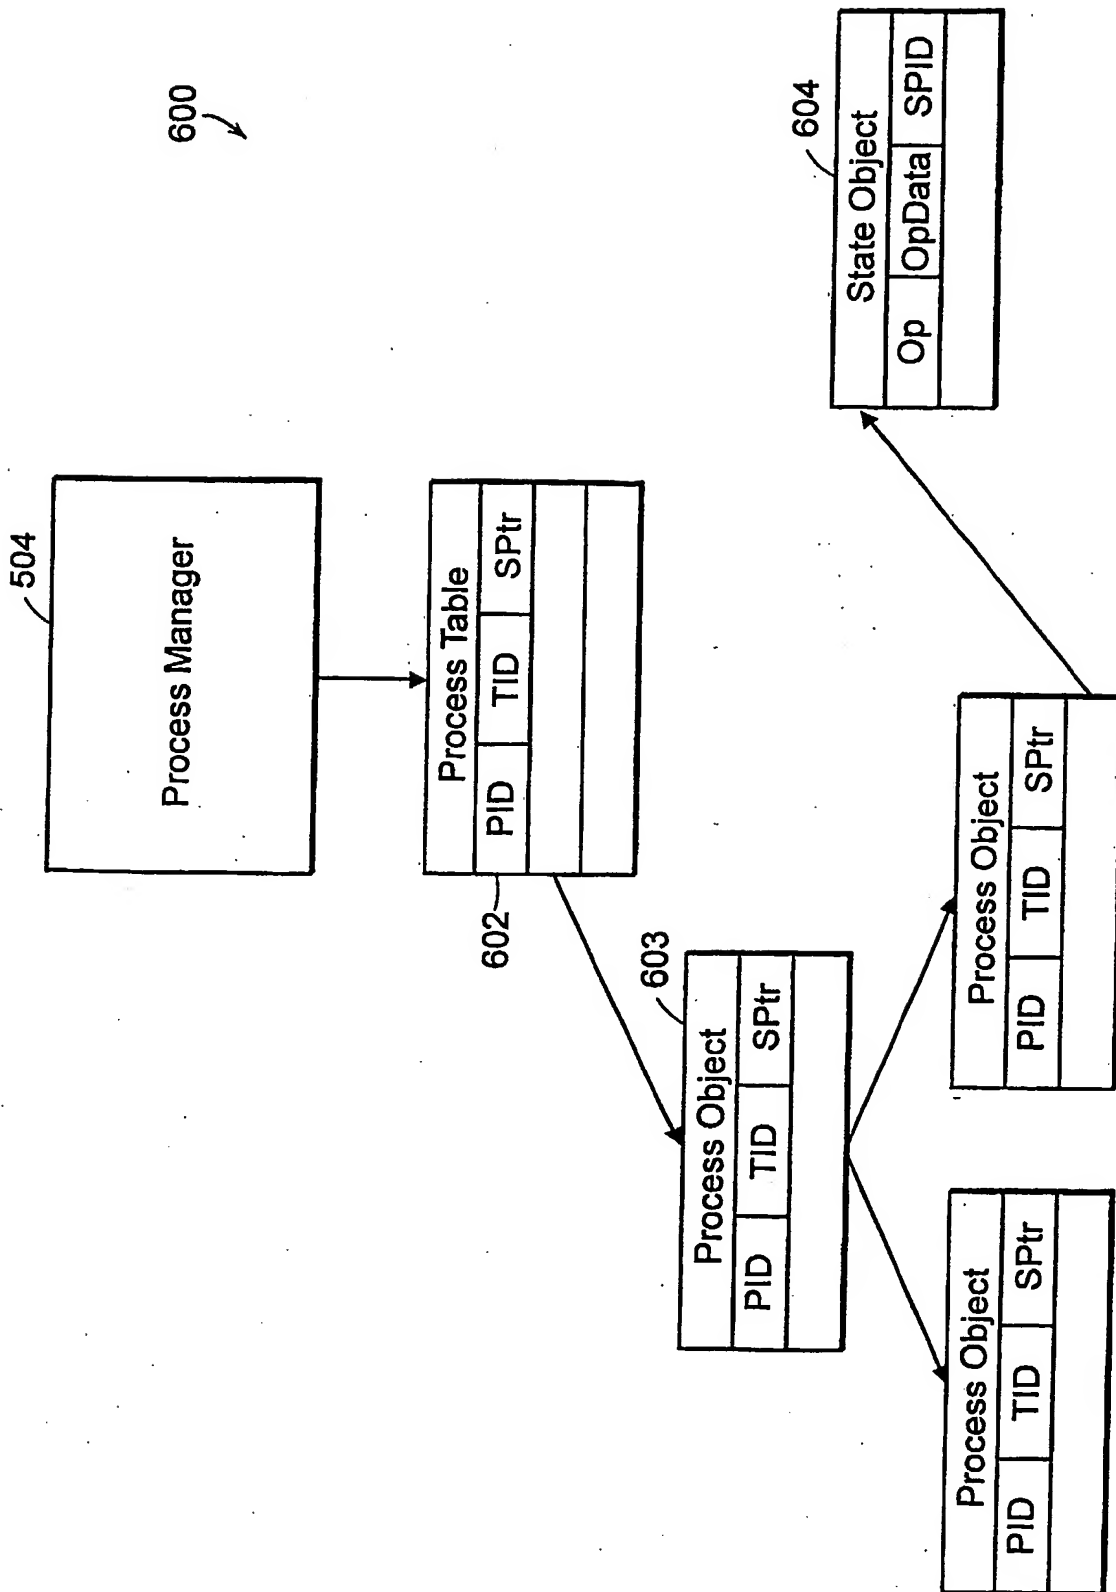 600
504
Process Manager
Process Table
PID TID SPtr
602
603
Process Object
PID TID SPtr
604
State Object
Op OpData SPID
Process Object
PID TID SPtr
Process Object
PID TID SPtr